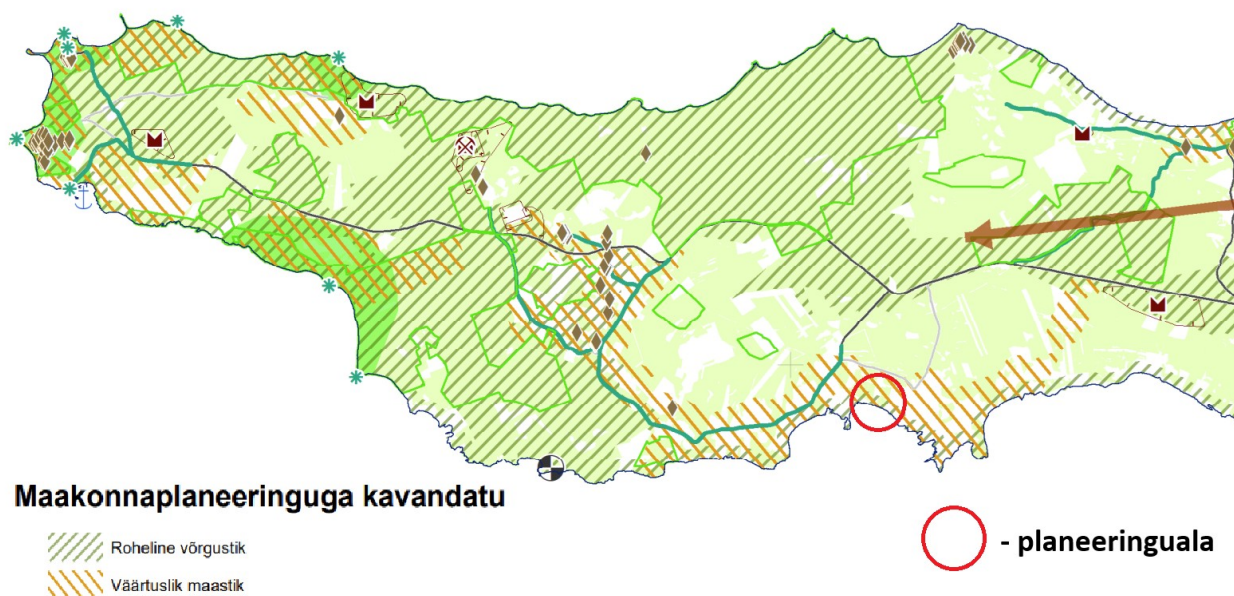 Maakonnaplaneeringuga kavandatu
Roheline võrgustik
Väärtuslik maastik
- planeeringuala